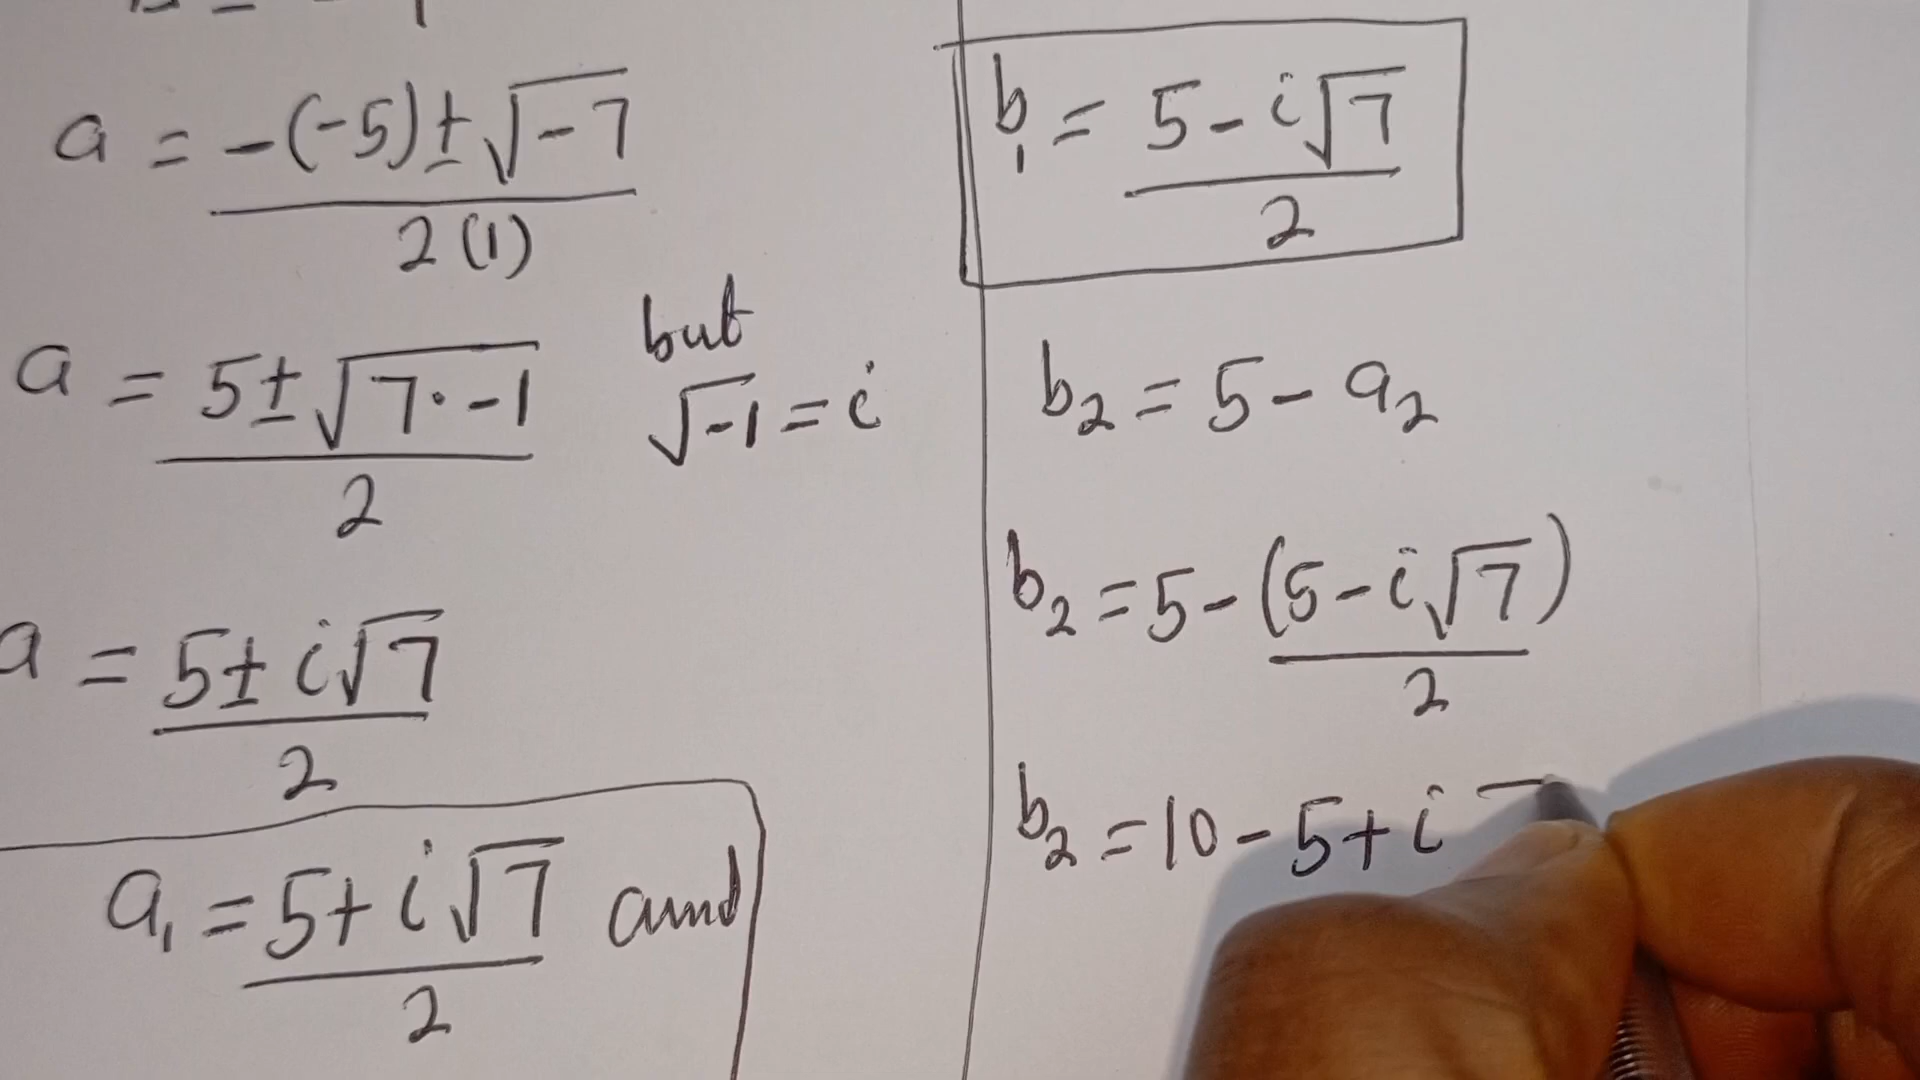 a = -(-5)±√-7
2(1)
a = 5±√7·-1
2
but
√-1 = i
a = 5± i√7
2
a₁ = 5+ i√7 and
2
b₁ = 5- i√7
2
b₂ = 5- a₂
b₂ = 5-(5- i√7)
2
b₂ = 10-5+i